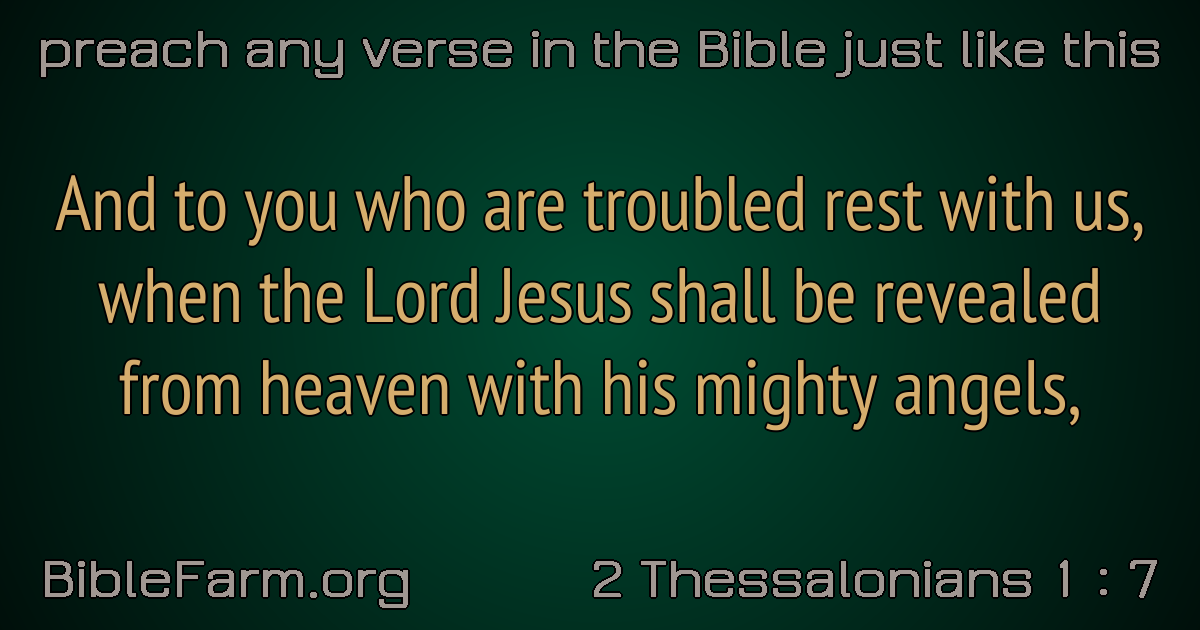 preach any verse in the Bible just like this
And to you who are troubled rest with us,
when the Lord Jesus shall be revealed
from heaven with his mighty angels,
BibleFarm.org
2 Thessalonians 1 : 7